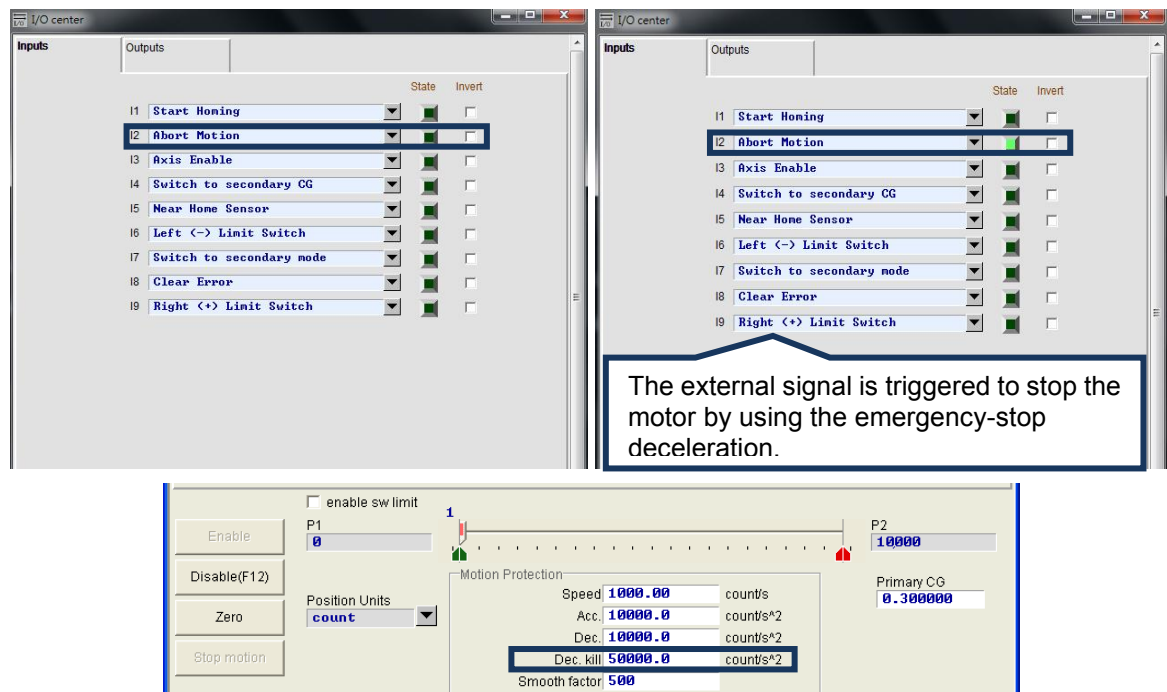 I/O center
Inputs
Outputs
State Invert
I1 Start Homing
I2 Abort Motion
I3 Axis Enable
I4 Switch to secondary CG
I5 Near Home Sensor
I6 Left (-) Limit Switch
I7 Switch to secondary mode
I8 Clear Error
I9 Right (+) Limit Switch
I/O center
Inputs
Outputs
State Invert
I1 Start Homing
I2 Abort Motion
I3 Axis Enable
I4 Switch to secondary CG
I5 Near Home Sensor
I6 Left (-) Limit Switch
I7 Switch to secondary mode
I8 Clear Error
I9 Right (+) Limit Switch
The external signal is triggered to stop the
motor by using the emergency-stop
deceleration.
enable sw limit
1
Enable
P1
0
P2
10,000
Disable(F12)
Zero
Stop motion
Position Units
count
Motion Protection
Speed 1000.00 count/s
Acc. 10000.0 count/s^2
Dec. 10000.0 count/s^2
Dec. kill 50000.0 count/s^2
Smooth factor 500
Primary CG
0.300000